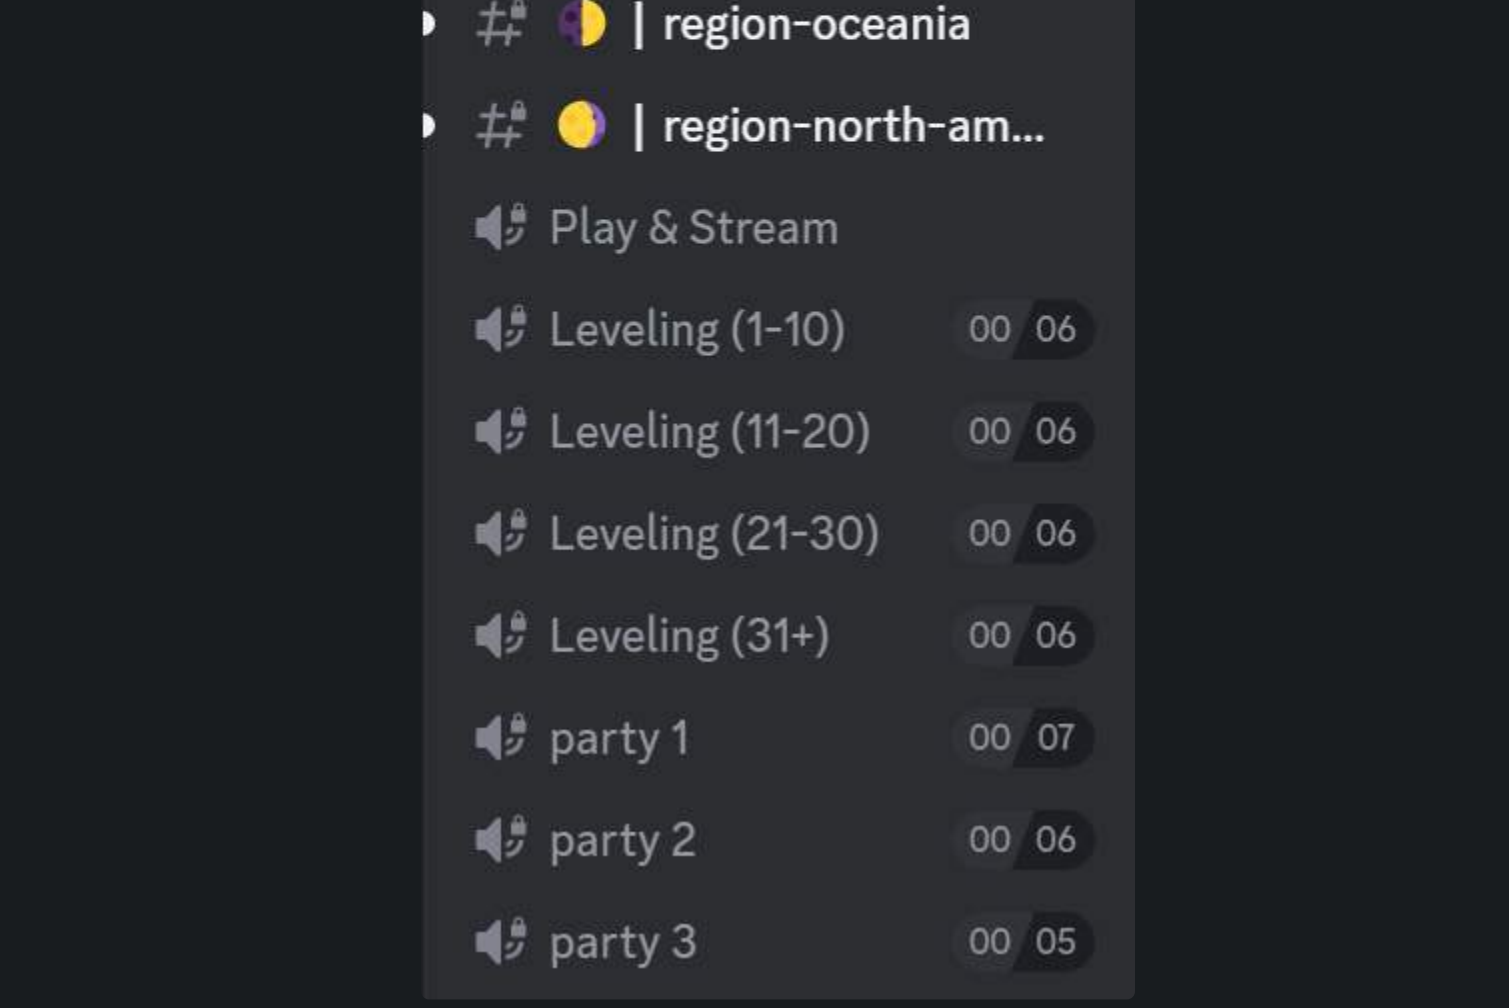 🌓 | region-oceania
🌔 | region-north-am...
Play & Stream
Leveling (1-10) 00 06
Leveling (11-20) 00 06
Leveling (21-30) 00 06
Leveling (31+) 00 06
party 1 00 07
party 2 00 06
party 3 00 05